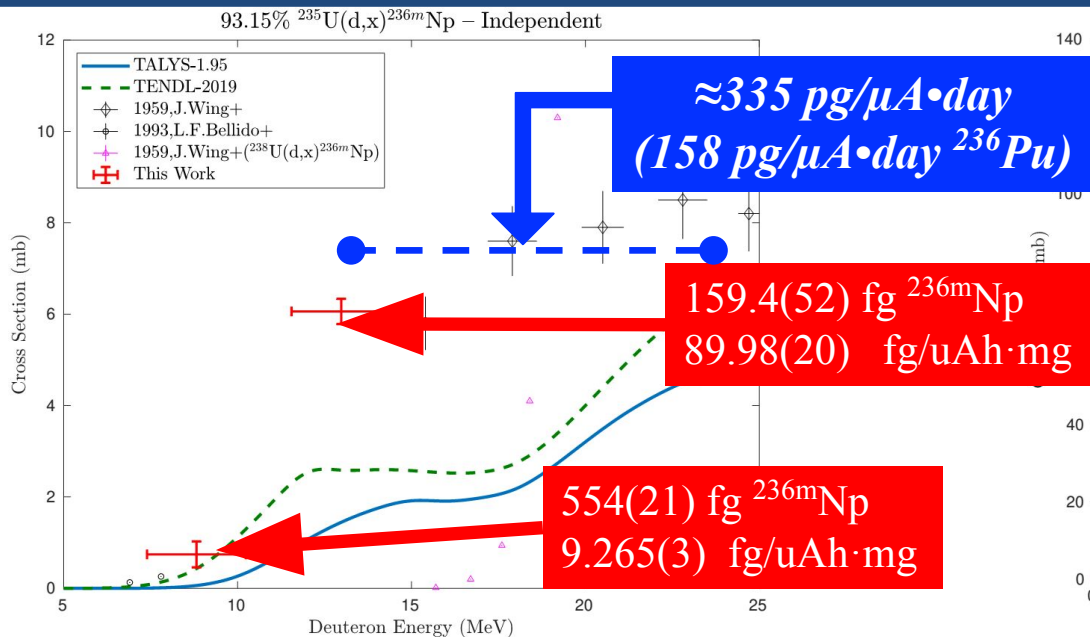 93.15% ²³⁵U(d,x)²³⁶ᵐNp – Independent
12
10
8
6
4
2
0
Cross Section (mb)
TALYS-1.95
TENDL-2019
1959,J.Wing+
1993,L.F.Bellido+
1959,J.Wing+(²³⁸U(d,x)²³⁶ᵐNp)
This Work
≈335 pg/μA•day
(158 pg/μA•day ²³⁶Pu)
159.4(52) fg ²³⁶ᵐNp
89.98(20) fg/uAh·mg
554(21) fg ²³⁶ᵐNp
9.265(3) fg/uAh·mg
5
10
15
20
25
Deuteron Energy (MeV)
140
100
mb)
40
20
0
0